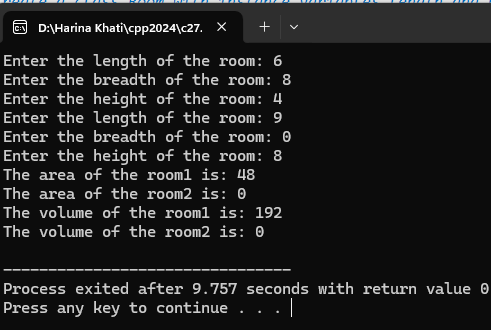 D:\Harina Khati\cpp2024\c27.
Enter the length of the room: 6
Enter the breadth of the room: 8
Enter the height of the room: 4
Enter the length of the room: 9
Enter the breadth of the room: 0
Enter the height of the room: 8
The area of the room1 is: 48
The area of the room2 is: 0
The volume of the room1 is: 192
The volume of the room2 is: 0
--------------------------------
Process exited after 9.757 seconds with return value 0
Press any key to continue . . .